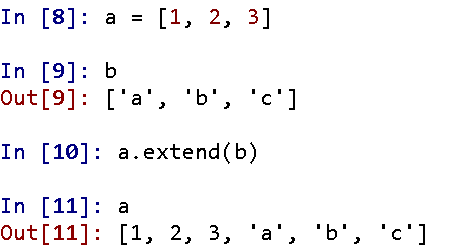 In [8]: a = [1, 2, 3]
In [9]: b
Out[9]: ['a', 'b', 'c']
In [10]: a.extend(b)
In [11]: a
Out[11]: [1, 2, 3, 'a', 'b', 'c']